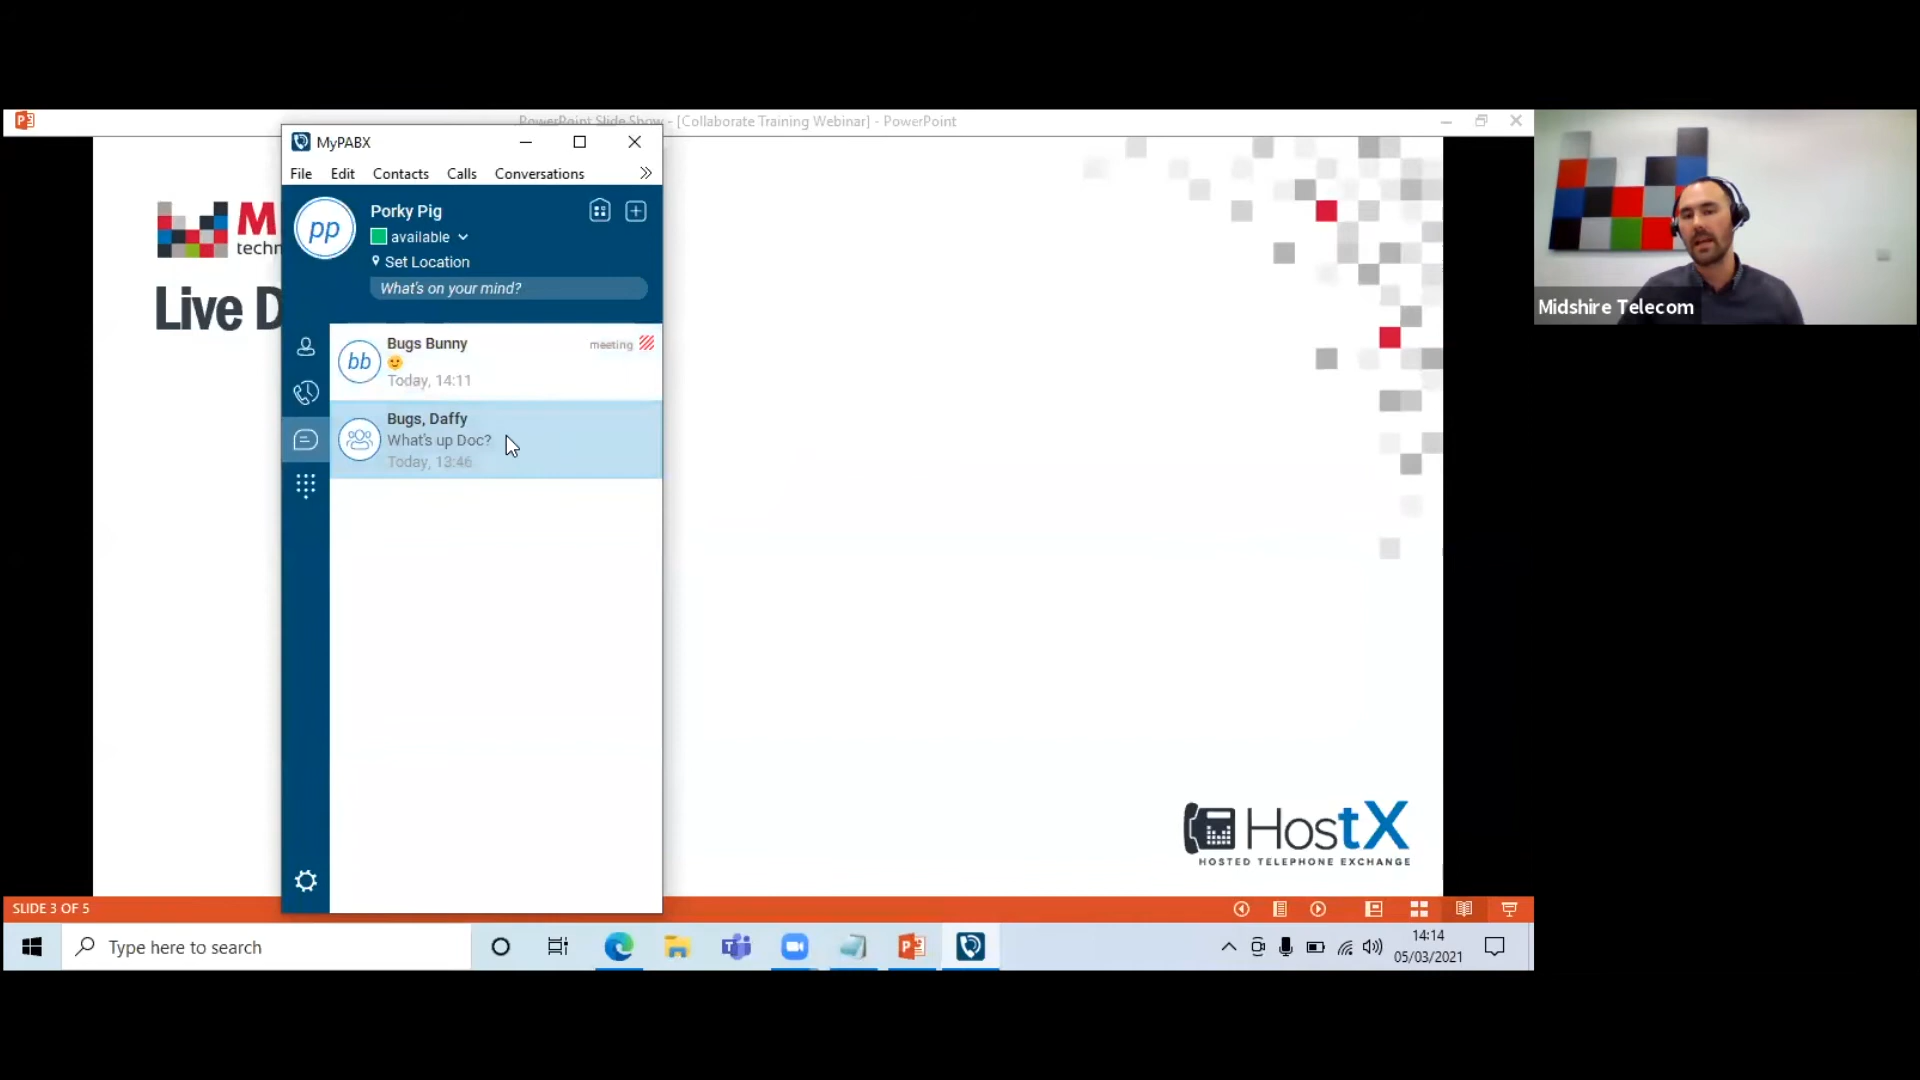 PowerPoint Slide Show - [Collaborate Training Webinar] - PowerPoint
MyPABX
File Edit Contacts Calls Conversations
pp
Porky Pig
available
Set Location
What's on your mind?
M
techn
Live D
bb
Bugs Bunny
meeting
Today, 14:11
Bugs, Daffy
What's up Doc?
Today, 13:46
Midshire Telecom
HostX
HOSTED TELEPHONE EXCHANGE
SLIDE 3 OF 5
Type here to search
14:14
05/03/2021